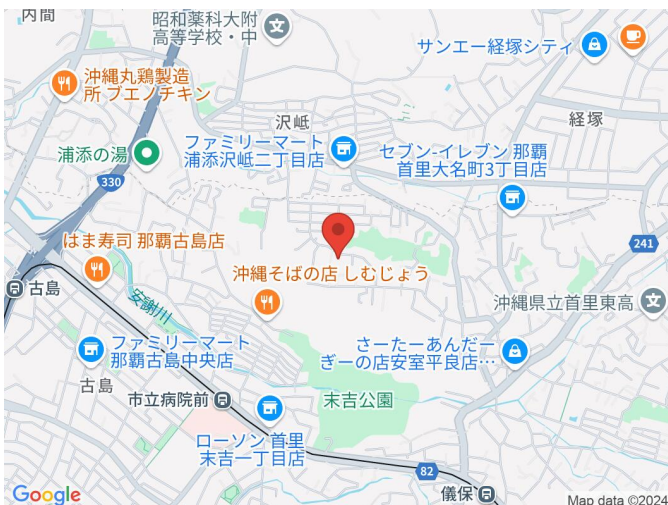 内間
昭和薬科大附
高等学校・中
サンエー経塚シティ
沖縄丸鶏製造
所 ブエノチキン
沢岻
経塚
浦添の湯
ファミリーマート
浦添沢岻二丁目店
セブン-イレブン 那覇
首里大名町3丁目店
330
はま寿司 那覇古島店
241
沖縄そばの店 しむじょう
古島
安謝川
沖縄県立首里東高
ファミリーマート
那覇古島中央店
さーたーあんだー
ぎーの店安室平良店…
古島
市立病院前
末吉公園
ローソン 首里
末吉一丁目店
82
儀保
Google
Map data ©2024